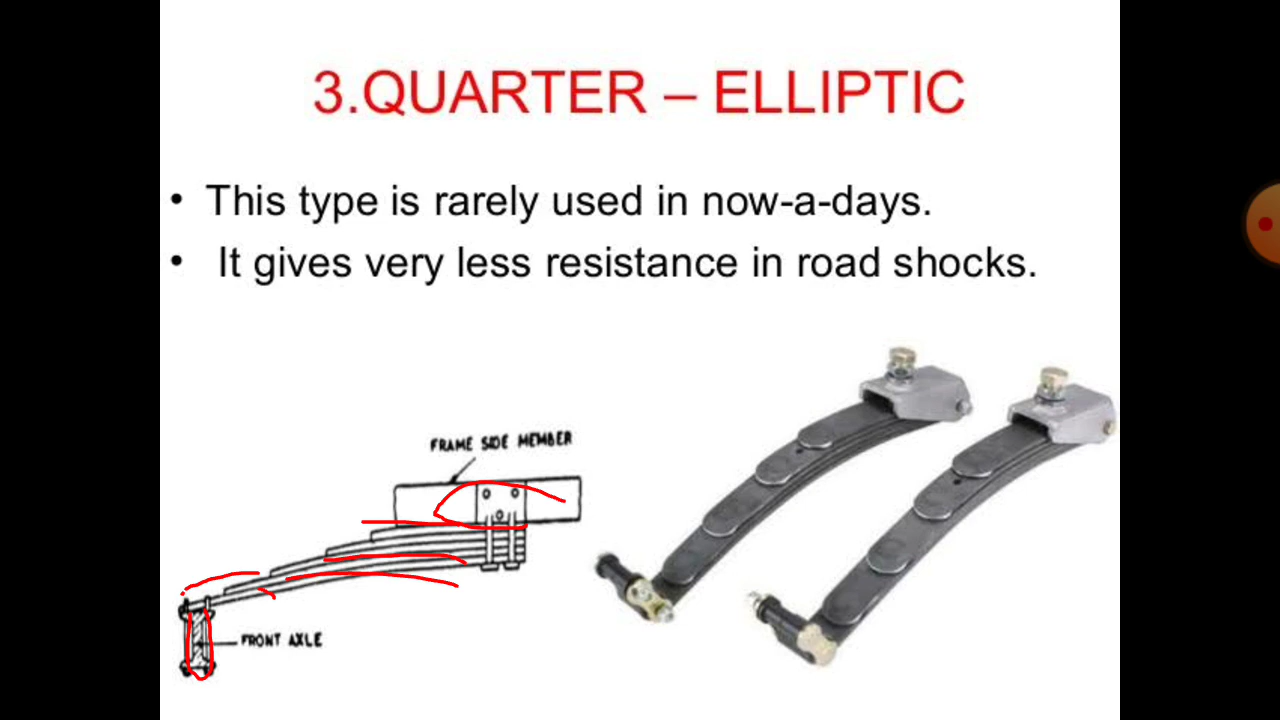 3.QUARTER – ELLIPTIC
• This type is rarely used in now-a-days.
• It gives very less resistance in road shocks.
FRAME SIDE MEMBER
FRONT AXLE